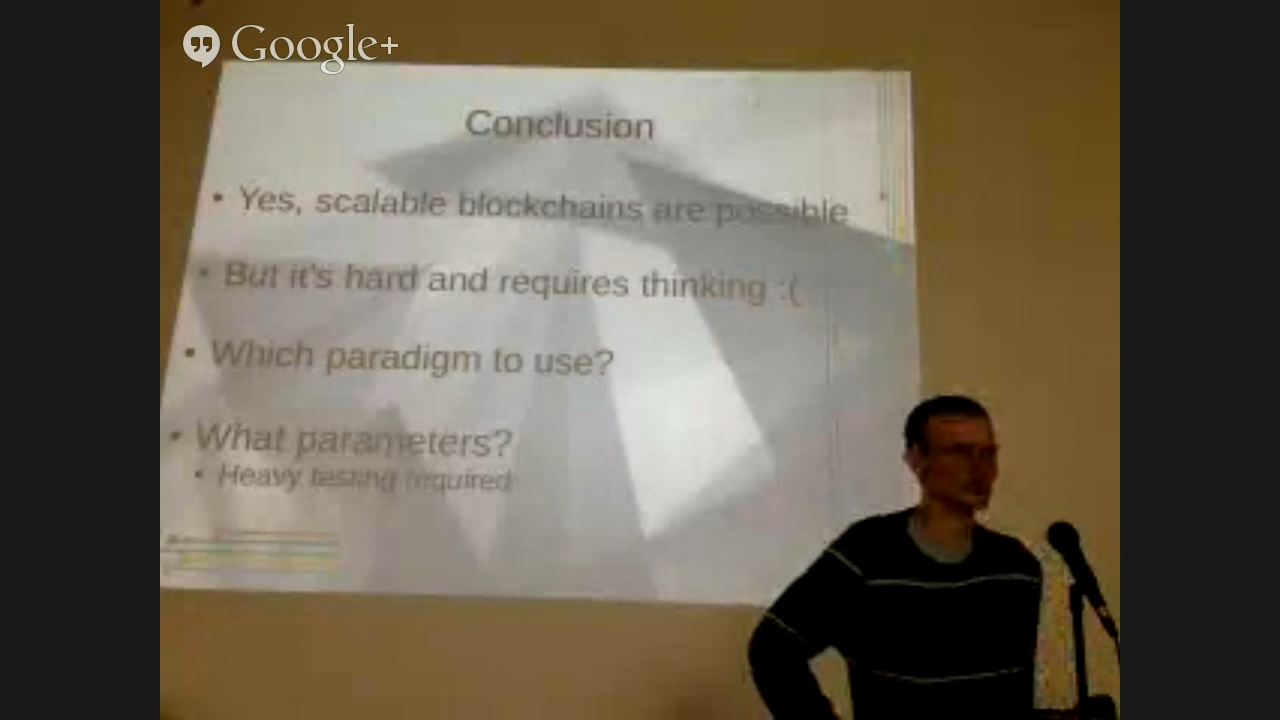 Google+
Conclusion
• Yes, scalable blockchains are possible
• But it's hard and requires thinking :(
• Which paradigm to use?
• What parameters?
• Heavy testing required